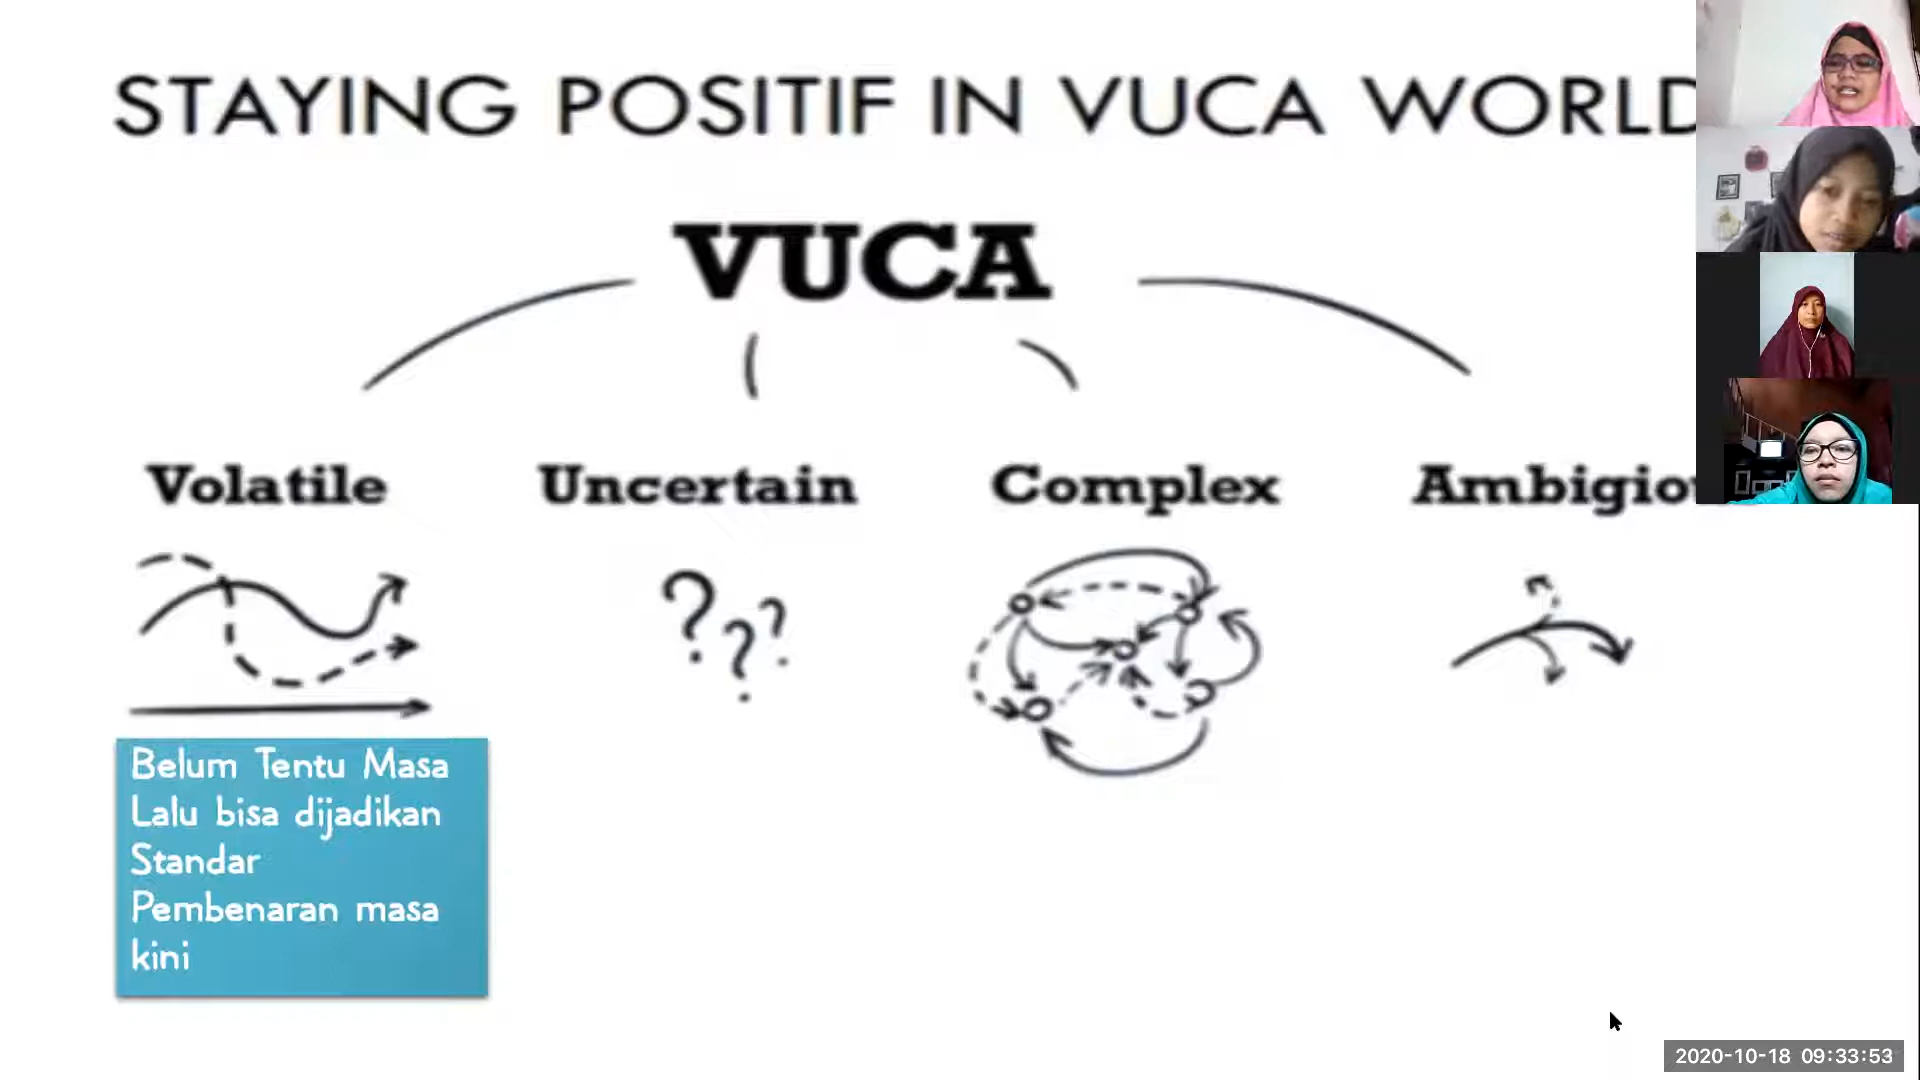 STAYING POSITIF IN VUCA WORLD
VUCA
Volatile Uncertain Complex
? ? ?
Belum Tentu Masa
Lalu bisa dijadikan
Standar
Pembenaran masa
kini
2020-10-18 09:33:53